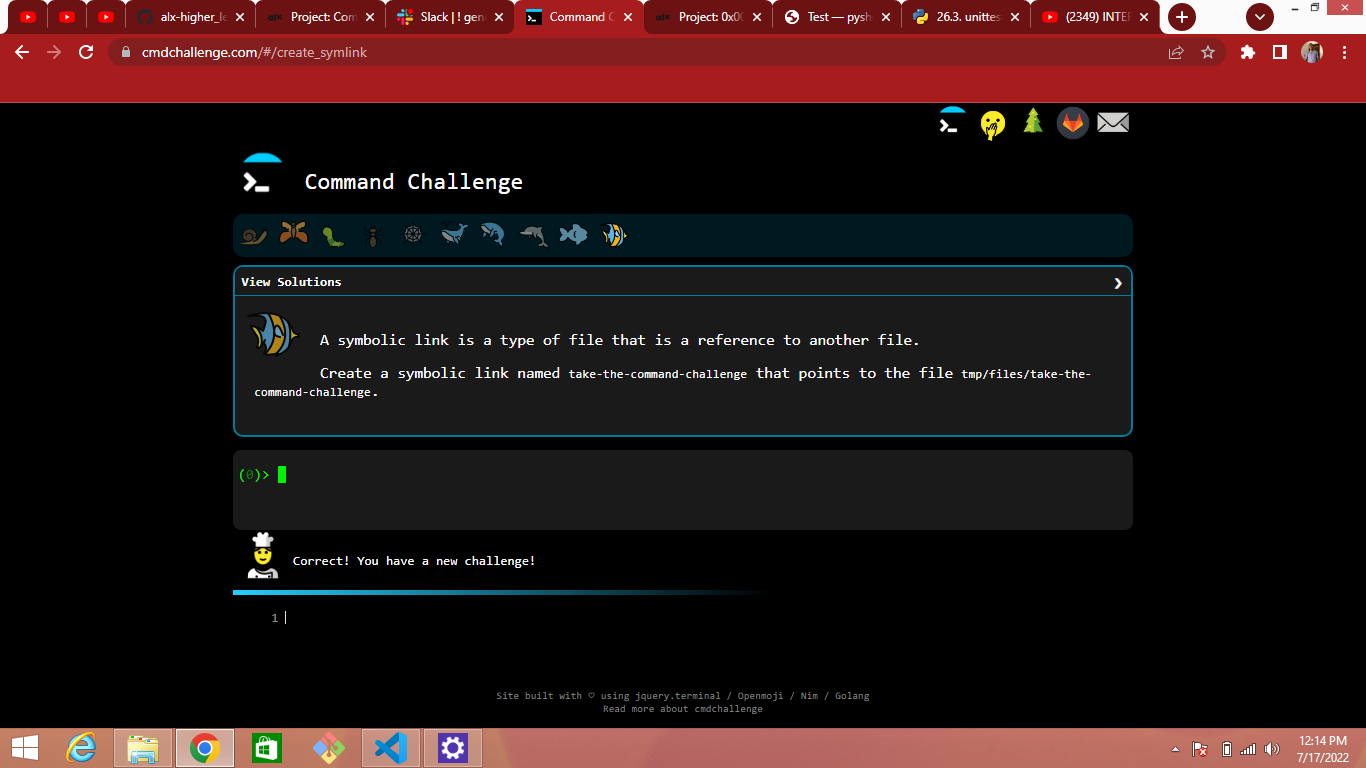 alx-higher_le
Project: Com
Slack | ! gene
Command C
Project: 0x00
Test — pysh
26.3. unittes
(2349) INTER
cmdchallenge.com/#/create_symlink
Command Challenge
View Solutions
A symbolic link is a type of file that is a reference to another file.
Create a symbolic link named take-the-command-challenge that points to the file tmp/files/take-the-
command-challenge.
(0)>
Correct! You have a new challenge!
1
Site built with ♡ using jquery.terminal / Openmoji / Nim / Golang
Read more about cmdchallenge
12:14 PM
7/17/2022